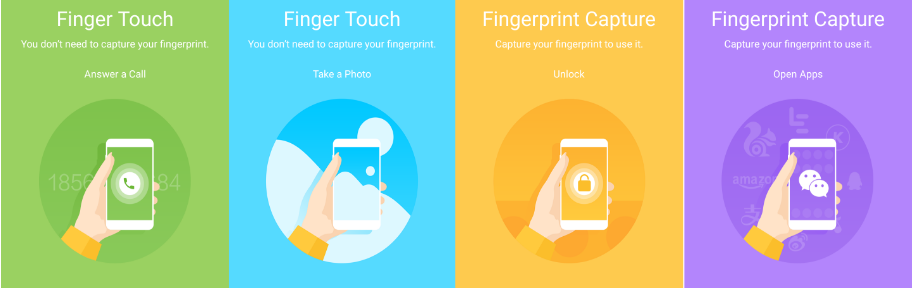 Finger Touch
You don't need to capture your fingerprint.
Answer a Call
1856
84
Finger Touch
You don't need to capture your fingerprint.
Take a Photo
Fingerprint Capture
Capture your fingerprint to use it.
Unlock
Fingerprint Capture
Capture your fingerprint to use it.
Open Apps
amazon